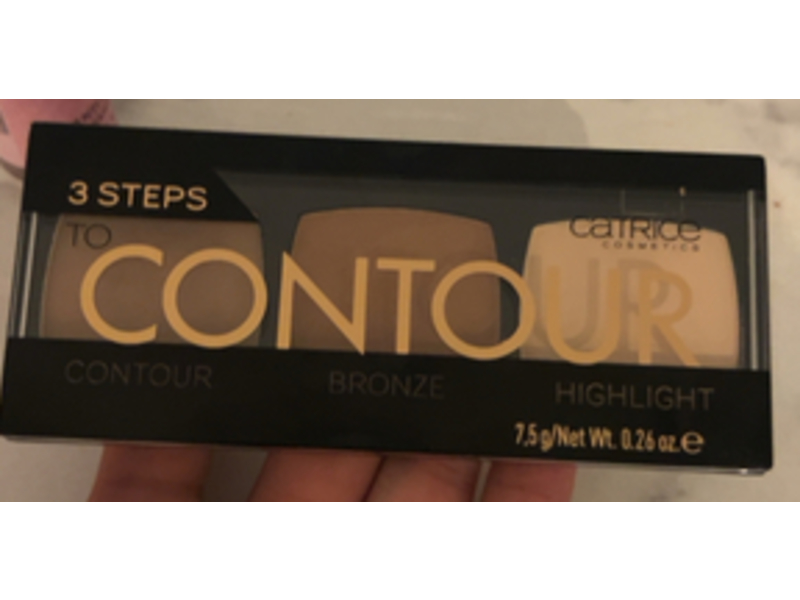 3 STEPS
TO
CONTOUR
CATRICE
COSMETICS
CONTOUR
BRONZE
HIGHLIGHT
7,5 g/Net Wt. 0.26 oz. e